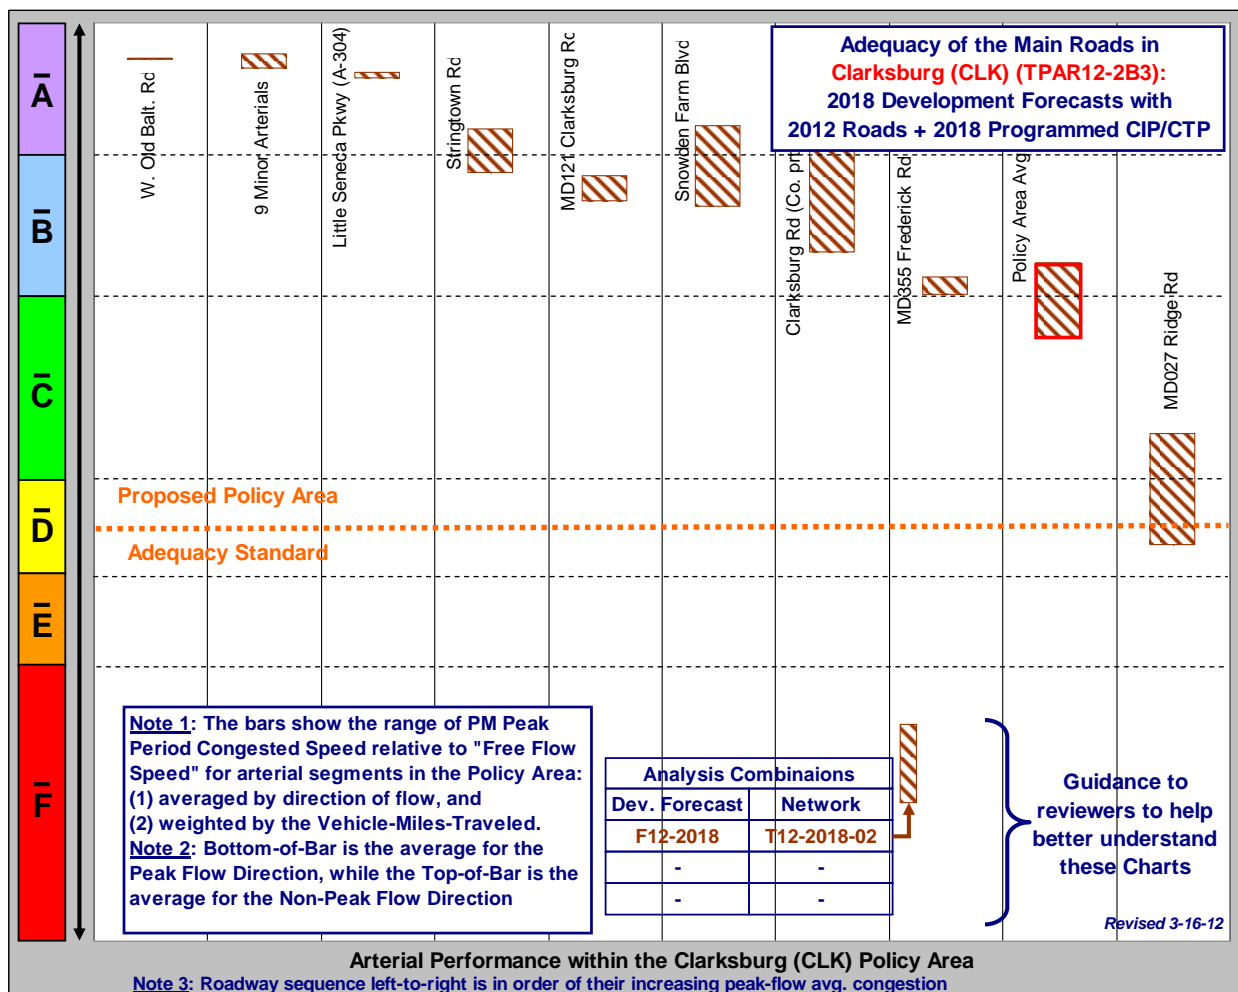 Adequacy of the Main Roads in
Clarksburg (CLK) (TPAR12-2B3):
2018 Development Forecasts with
2012 Roads + 2018 Programmed CIP/CTP
A
B
C
D
E
F
W. Old Balt. Rd
9 Minor Arterials
Little Seneca Pkwy (A-304)
Stringtown Rd
MD121 Clarksburg Rd
Snowden Farm Blvd
Clarksburg Rd (Co. prt
MD355 Frederick Rd
Policy Area Avg
MD027 Ridge Rd
Proposed Policy Area
Adequacy Standard
Note 1: The bars show the range of PM Peak
Period Congested Speed relative to "Free Flow
Speed" for arterial segments in the Policy Area:
(1) averaged by direction of flow, and
(2) weighted by the Vehicle-Miles-Traveled.
Note 2: Bottom-of-Bar is the average for the
Peak Flow Direction, while the Top-of-Bar is the
average for the Non-Peak Flow Direction
Analysis Combinaions
Dev. Forecast Network
F12-2018 T12-2018-02
- -
- -
Guidance to
reviewers to help
better understand
these Charts
Revised 3-16-12
Arterial Performance within the Clarksburg (CLK) Policy Area
Note 3: Roadway sequence left-to-right is in order of their increasing peak-flow avg. congestion